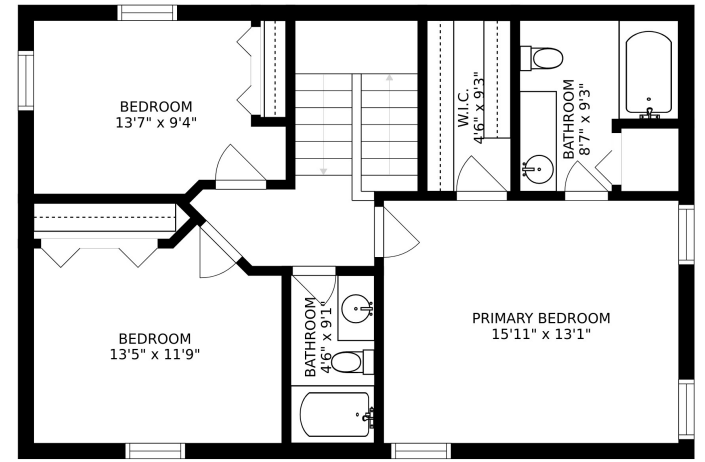 BEDROOM
13'7" x 9'4"
W.I.C.
4'6" x 9'3"
BATHROOM
8'7" x 9'3"
BEDROOM
13'5" x 11'9"
BATHROOM
4'6" x 9'1"
PRIMARY BEDROOM
15'11" x 13'1"